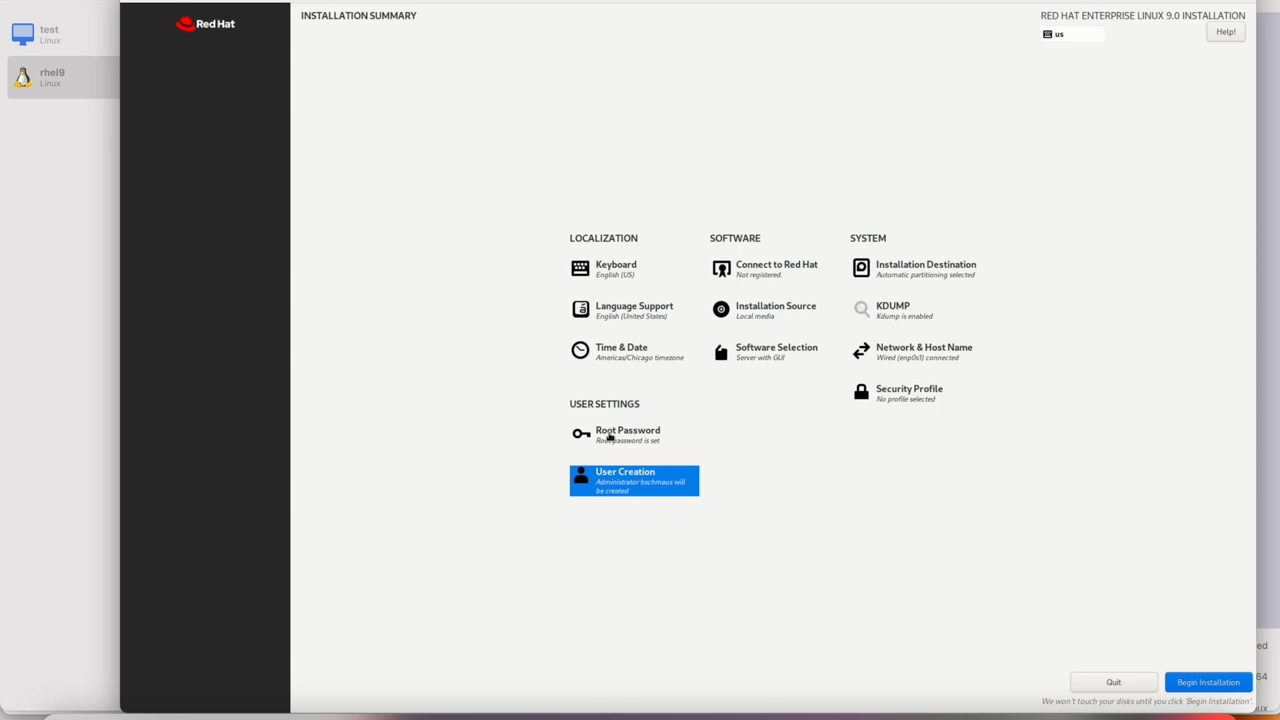 test
Linux
rhel9
Linux
Red Hat
INSTALLATION SUMMARY
RED HAT ENTERPRISE LINUX 9.0 INSTALLATION
us
Help!
LOCALIZATION
Keyboard
English (US)
Language Support
English (United States)
Time & Date
Americas/Chicago timezone
USER SETTINGS
Root Password
Root password is set
User Creation
Administrator bschmaus will
be created
SOFTWARE
Connect to Red Hat
Not registered.
Installation Source
Local media
Software Selection
Server with GUI
SYSTEM
Installation Destination
Automatic partitioning selected
KDUMP
Kdump is enabled
Network & Host Name
Wired (enp0s1) connected
Security Profile
No profile selected
Quit
Begin Installation
We won't touch your disks until you click 'Begin Installation'.
ed
64